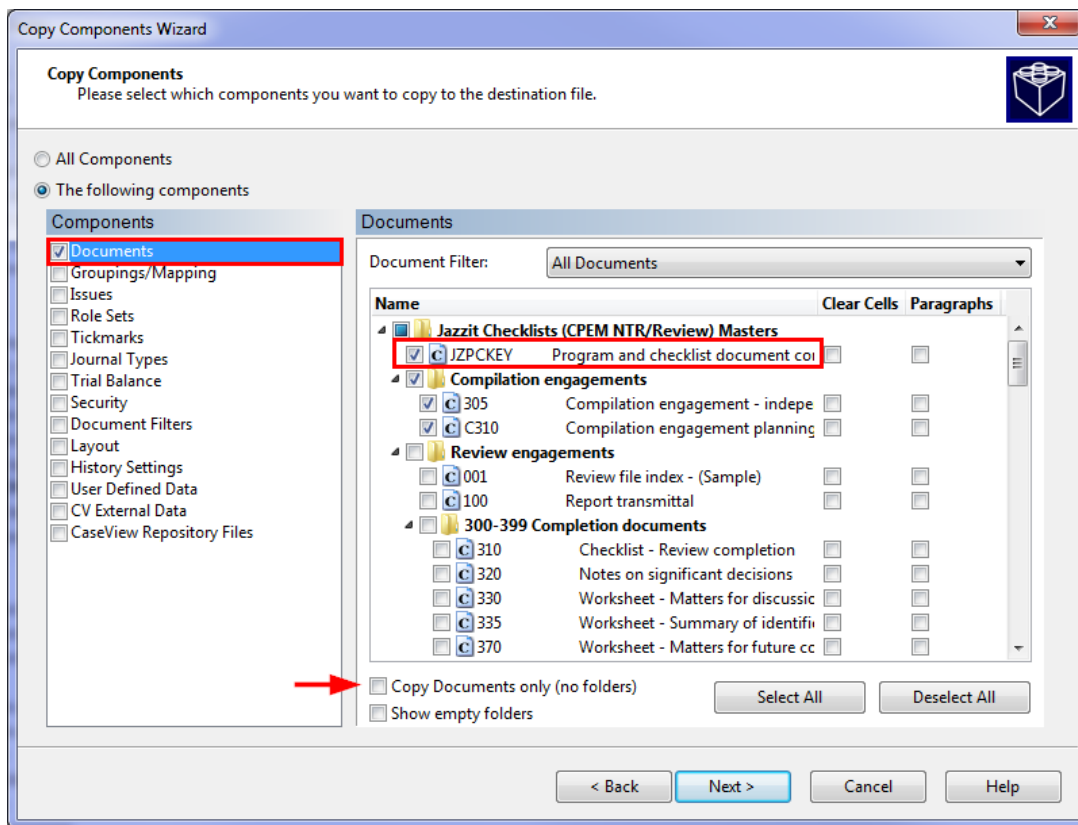 Copy Components Wizard
Copy Components
Please select which components you want to copy to the destination file.
All Components
The following components
Components
Documents
Groupings/Mapping
Issues
Role Sets
Tickmarks
Journal Types
Trial Balance
Security
Document Filters
Layout
History Settings
User Defined Data
CV External Data
CaseView Repository Files
Documents
Document Filter: All Documents
Name Clear Cells Paragraphs
Jazzit Checklists (CPEM NTR/Review) Masters
JZPCKEY Program and checklist document coi
Compilation engagements
305 Compilation engagement - indepe
C310 Compilation engagement planning
Review engagements
001 Review file index - (Sample)
100 Report transmittal
300-399 Completion documents
310 Checklist - Review completion
320 Notes on significant decisions
330 Worksheet - Matters for discussic
335 Worksheet - Summary of identifi
370 Worksheet - Matters for future cc
Copy Documents only (no folders)
Show empty folders
Select All Deselect All
< Back Next > Cancel Help